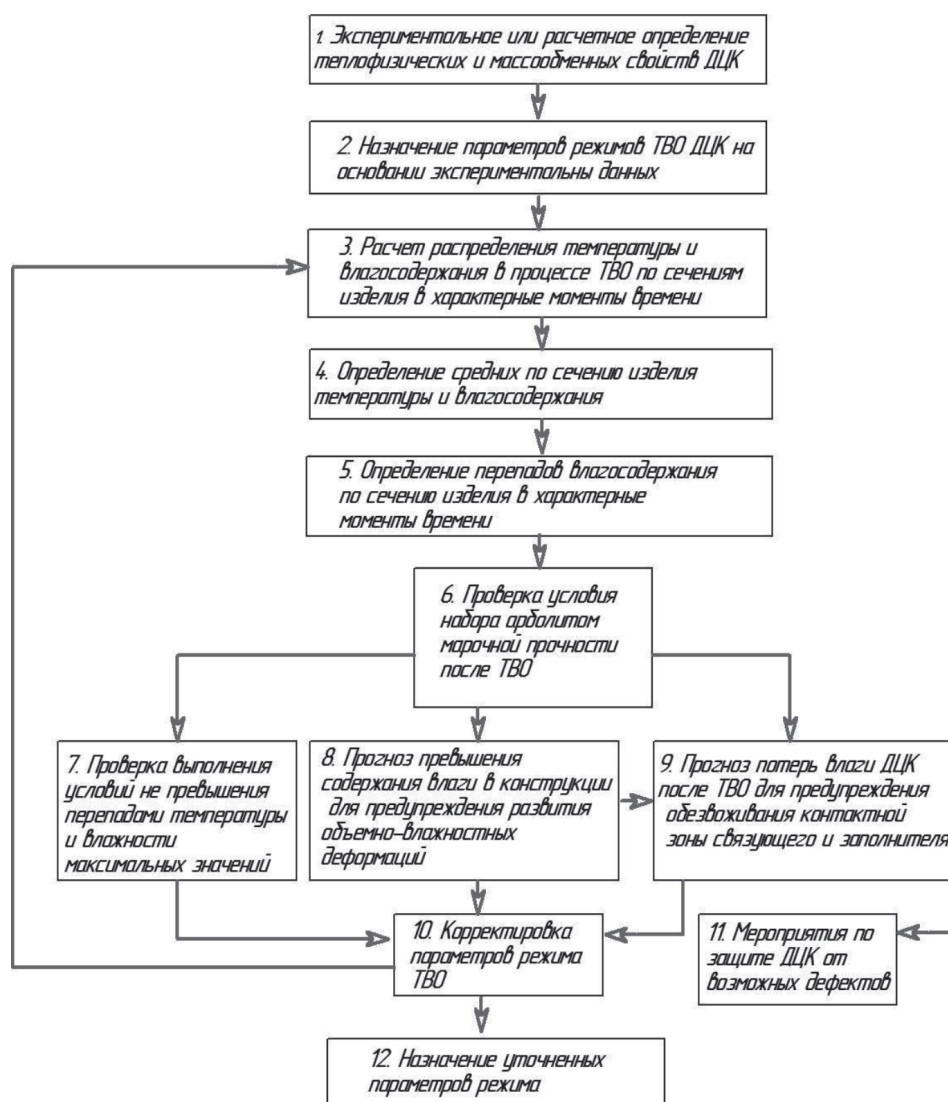 1. Экспериментальное или расчетное определение
теплофизических и массообменных свойств ДЦК
2. Назначение параметров режимов ТВО ДЦК на
основании экспериментальны данных
3. Расчет распределения температуры и
влагосодержания в процессе ТВО по сечениям
изделия в характерные моменты времени
4. Определение средних по сечению изделия
температуры и влагосодержания
5. Определение перепадов влагосодержания
по сечению изделия в характерные
моменты времени
6. Проверка условия
набора арболитом
марочной прочности
после ТВО
7. Проверка выполнения
условий не превышения
перепадами температуры
и влажности
максимальных значений
8. Прогноз превышения
содержания влаги в конструкции
для предупреждения развития
объемно-влажностных
деформаций
9. Прогноз потерь влаги ДЦК
после ТВО для предупреждения
обезвоживания контактной
зоны связующего и заполнителя
10. Корректировка
параметров режима
ТВО
11. Мероприятия по
защите ДЦК от
возможных дефектов
12. Назначение уточненных
параметров режима